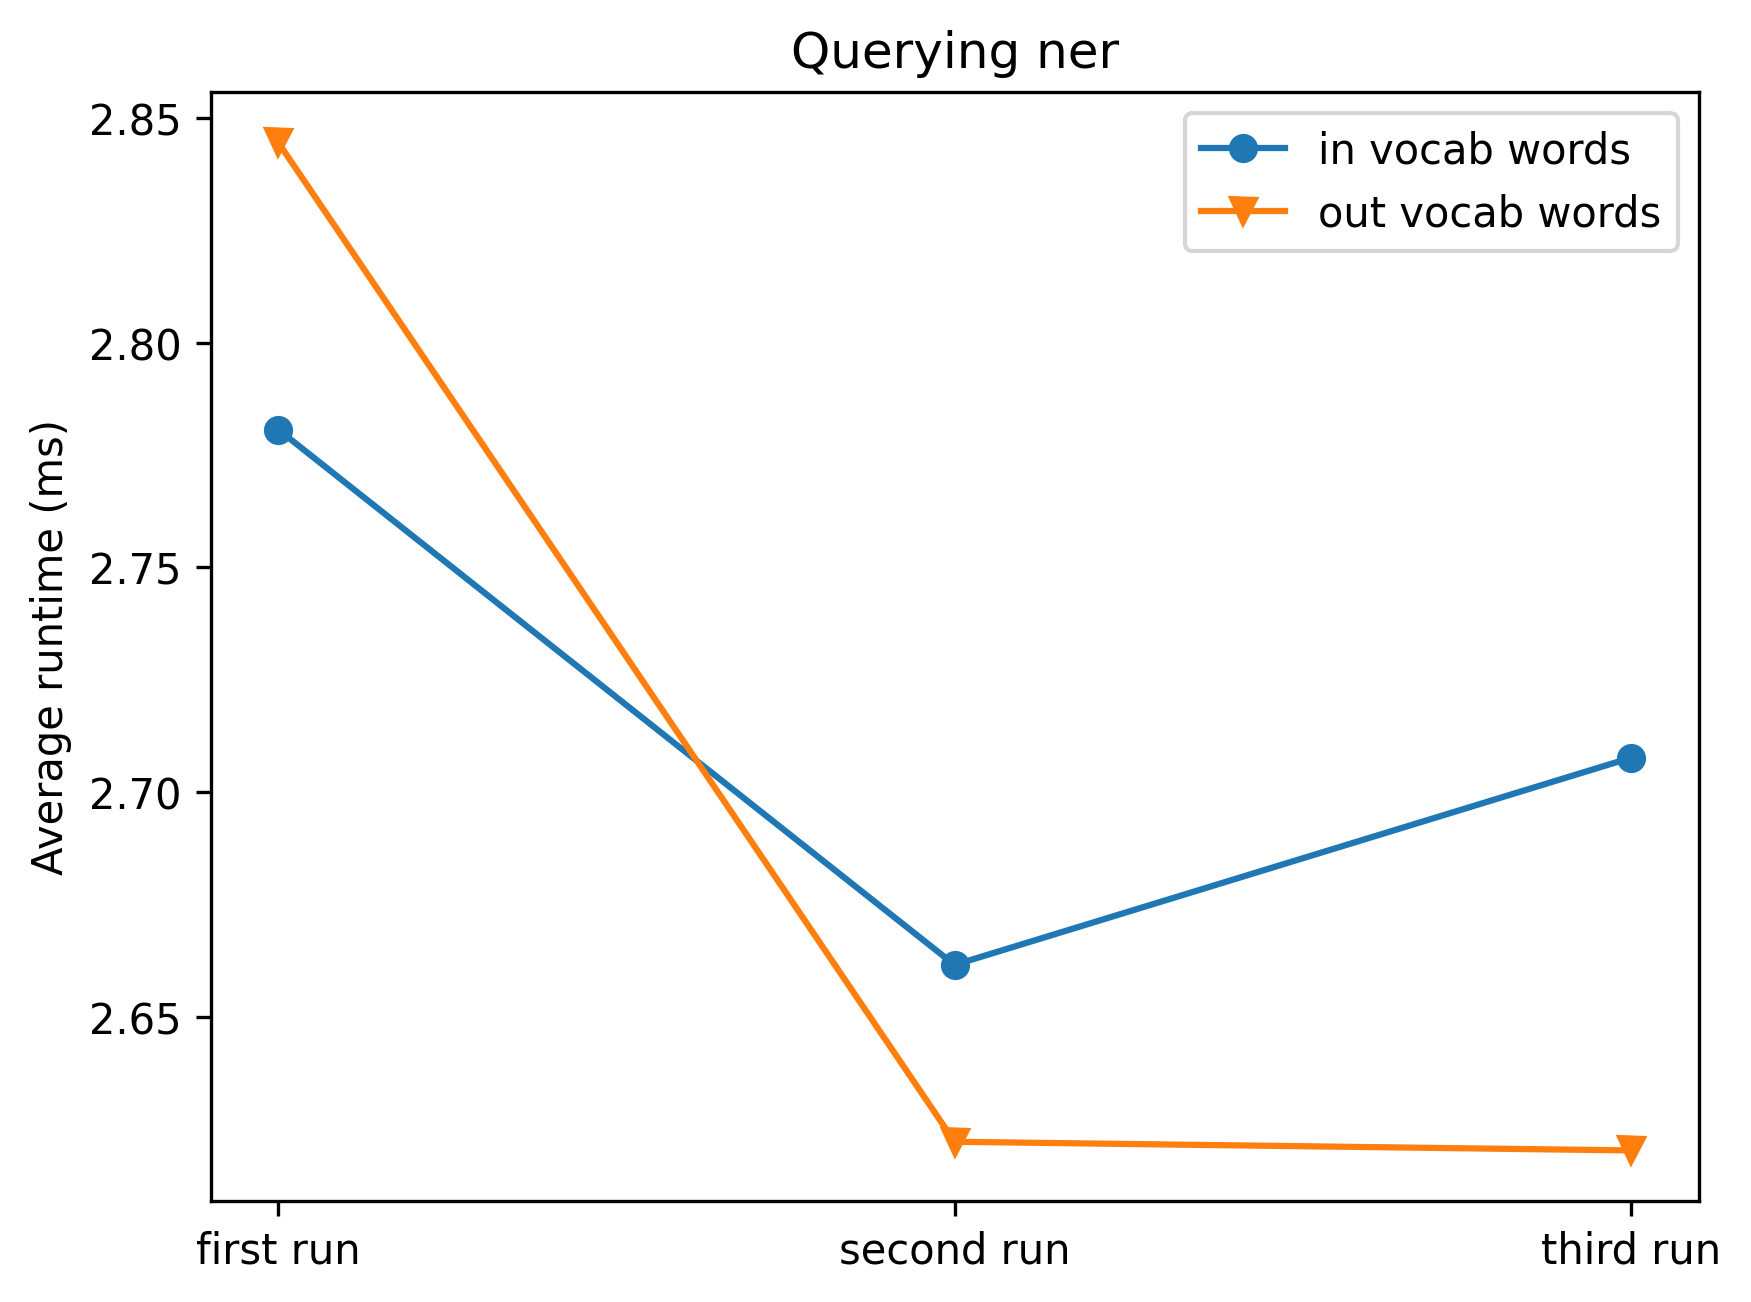 Querying ner
in vocab words
out vocab words
Average runtime (ms)
2.85
2.80
2.75
2.70
2.65
first run
second run
third run